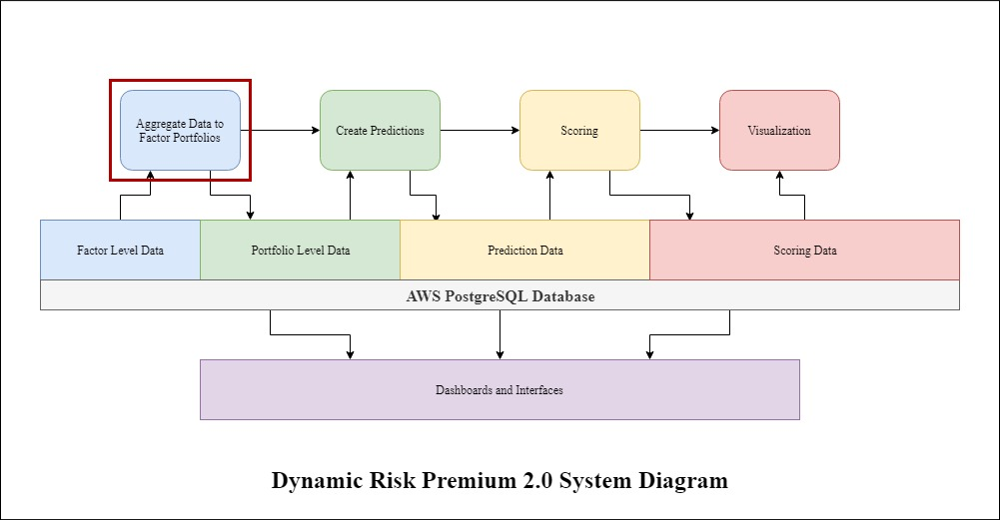 Aggregate Data to
Factor Portfolios
Create Predictions
Scoring
Visualization
Factor Level Data
Portfolio Level Data
Prediction Data
Scoring Data
AWS PostgreSQL Database
Dashboards and Interfaces
Dynamic Risk Premium 2.0 System Diagram